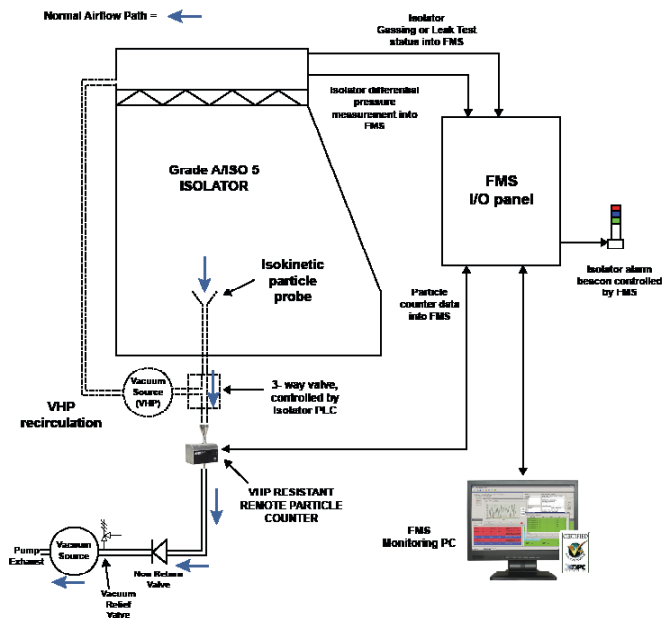 Normal Airflow Path =
Isolator
Gassing or Leak Test
status into FMS
Isolator differential
pressure
measurement into
FMS
Grade A/ISO 5
ISOLATOR
FMS
I/O panel
Isokinetic
particle
probe
Particle
counter data
into FMS
Isolator alarm
beacon controlled
by FMS
Vacuum
Source
(VHP)
3- way valve,
controlled by
Isolator PLC
VHP
recirculation
VHP RESISTANT
REMOTE PARTICLE
COUNTER
FMS
Monitoring PC
Pump
Exhaust
Vacuum
Source
Non Return
Valve
Vacuum
Relief
Valve